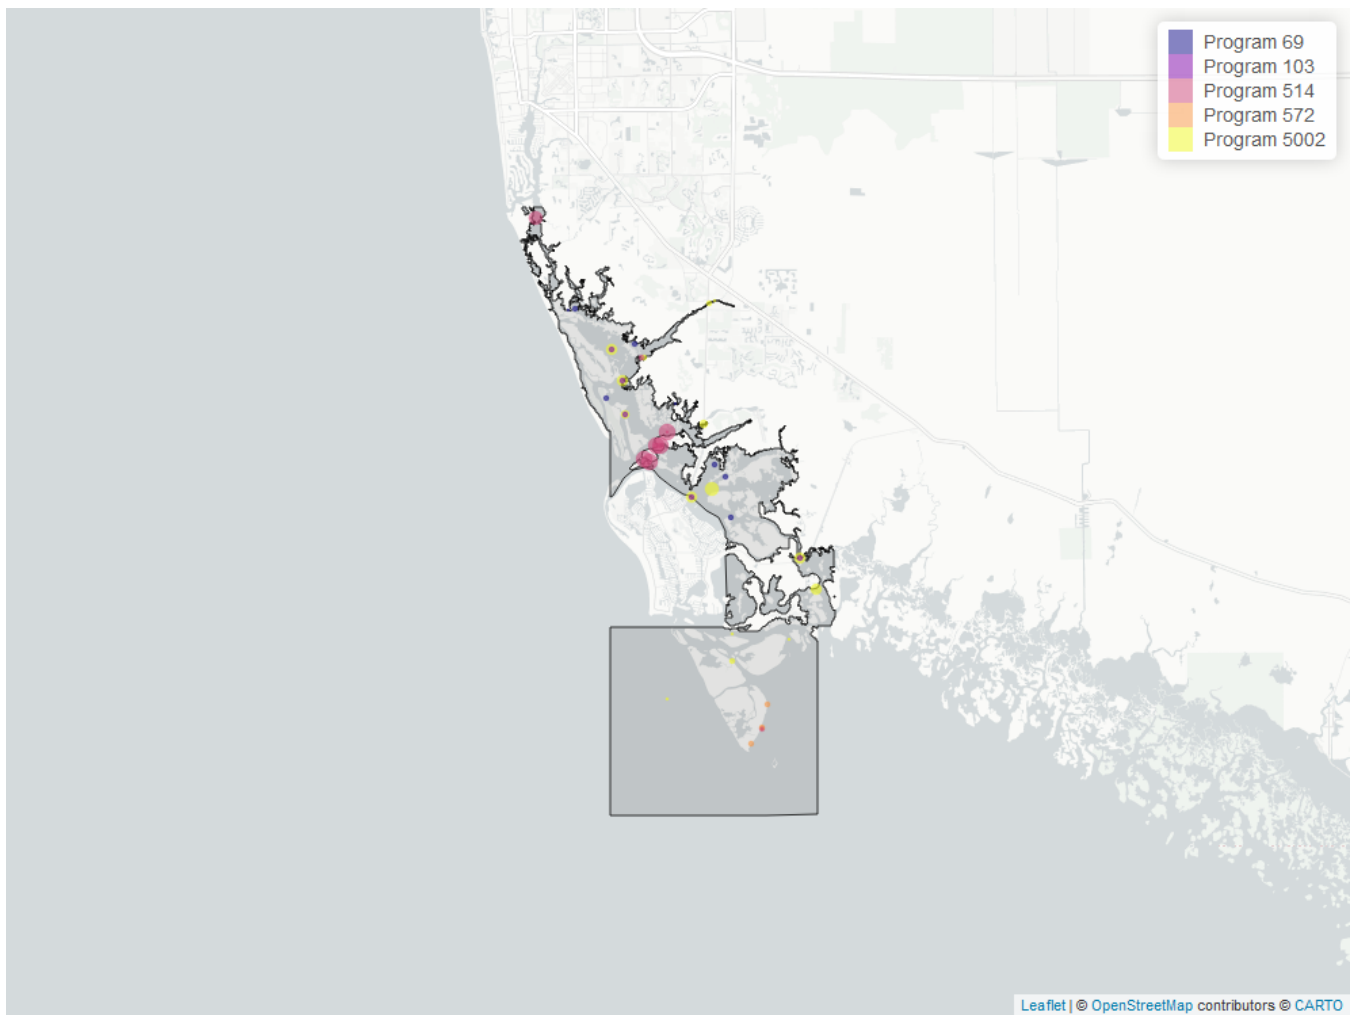 Program 69
Program 103
Program 514
Program 572
Program 5002
Leaflet | © OpenStreetMap contributors © CARTO